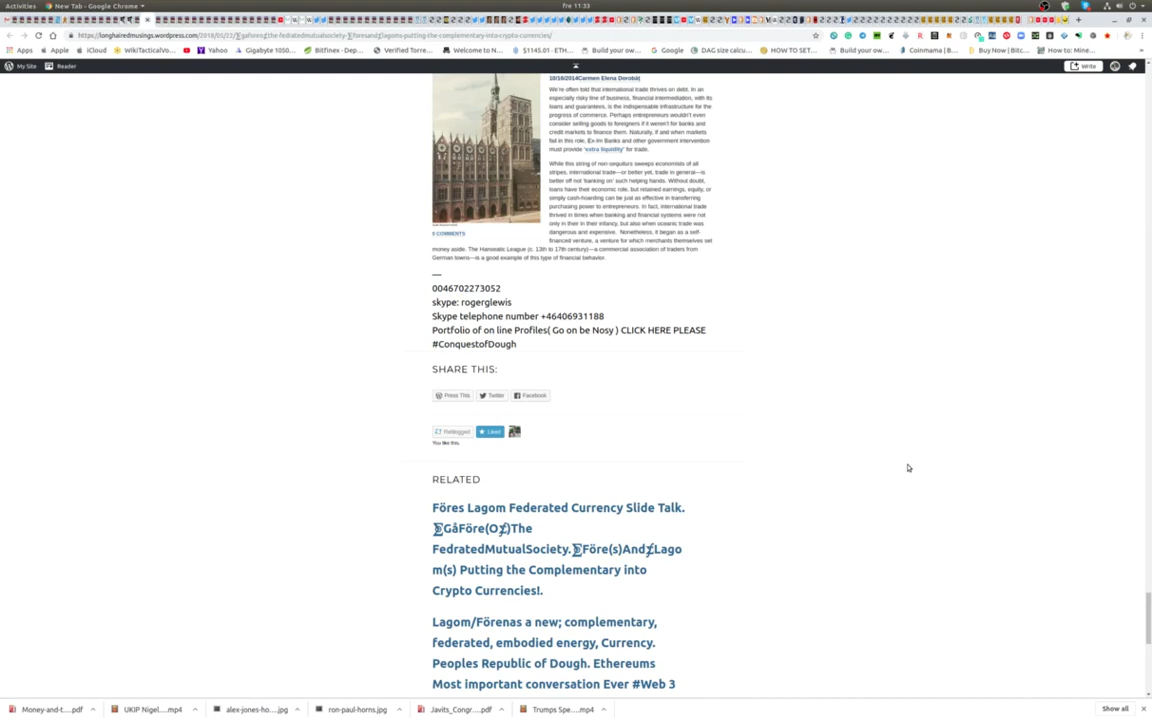 Activities
New Tab - Google Chrome
Fre 11:33
https://longhairedmusings.wordpress.com/2018/05/22/
Apps
Apple
iCloud
WikiTacticalVo...
Yahoo
Gigabyte 1050...
Bitfinex - Dep...
Verified Torre...
Welcome to N...
$1145.01 - ETH...
Build your ow...
Google
DAG size calcu...
HOW TO SET...
Build your ow...
Coinmama | B...
Buy Now | Bitc...
How to: Mine...
My Site
Reader
Write
10/16/2014Carmen Elena Dorobăț
We're often told that international trade thrives on debt. In an
especially risky line of business, financial intermediation, with its
loans and guarantees, is the indispensable infrastructure for the
progress of commerce. Perhaps entrepreneurs wouldn't even
consider selling goods to foreigners if it weren't for banks and
credit markets to finance them. Naturally, if and when markets
fail in this role, Ex-Im Banks and other government intervention
must provide 'extra liquidity' for trade.
While this string of non-sequiturs sweeps economists of all
stripes, international trade—or better yet, trade in general—is
better off not 'banking on' such helping hands. Without doubt,
loans have their economic role, but retained earnings, equity, or
simply cash-hoarding can be just as effective in transferring
purchasing power to entrepreneurs. In fact, international trade
thrived in times when banking and financial systems were not
only in their in their infancy, but also when oceanic trade was
dangerous and expensive. Nonetheless, it began as a self-
financed venture, a venture for which merchants themselves set
0 COMMENTS
money aside. The Hanseatic League (c. 13th to 17th century)—a commercial association of traders from
German towns—is a good example of this type of financial behavior.
—
0046702273052
skype: rogerglewis
Skype telephone number +46406931188
Portfolio of on line Profiles( Go on be Nosy ) CLICK HERE PLEASE
#ConquestofDough
SHARE THIS:
Press This
Twitter
Facebook
Reblogged
Liked
You like this.
RELATED
Föres Lagom Federated Currency Slide Talk.
GåFöre(O)The
FedratedMutualSociety. Före(s)And Lago
m(s) Putting the Complementary into
Crypto Currencies!.
Lagom/Förenas a new; complementary,
federated, embodied energy, Currency.
Peoples Republic of Dough. Ethereums
Most important conversation Ever #Web 3
Money-and-t....pdf
UKIP Nigel....mp4
alex-jones-ho....jpg
ron-paul-horns.jpg
Javits_Congr....pdf
Trumps Spe....mp4
Show all